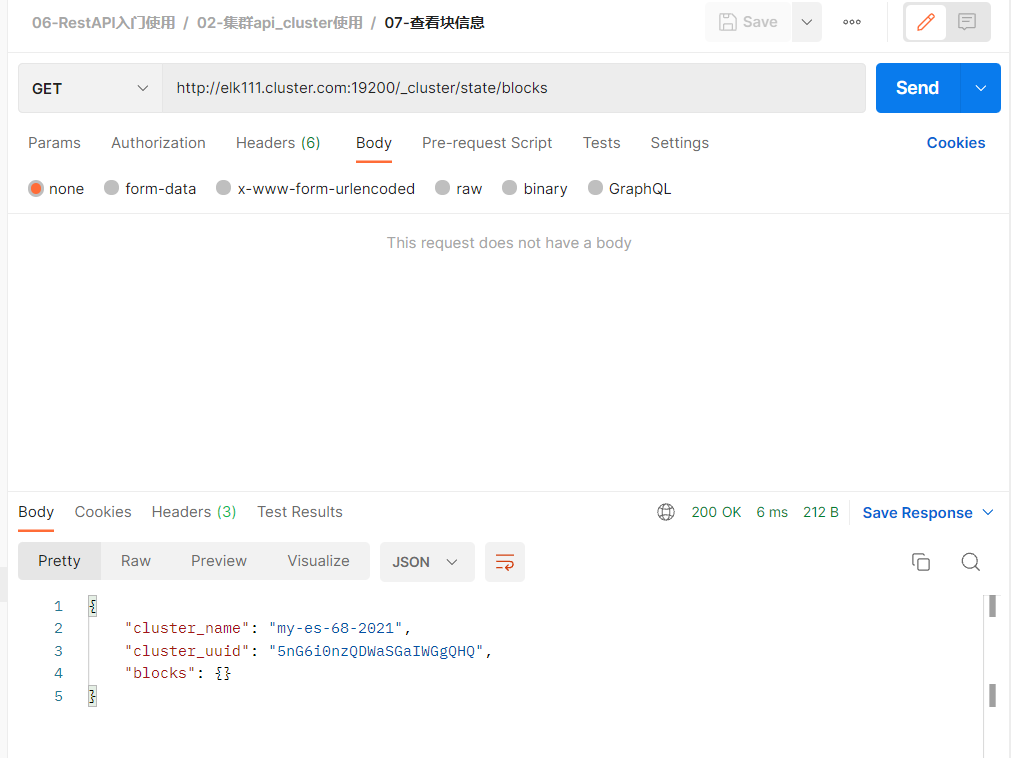 06-RestAPI入门使用 / 02-集群api_cluster使用 / 07-查看块信息 Save
GET http://elk111.cluster.com:19200/_cluster/state/blocks Send
Params Authorization Headers (6) Body Pre-request Script Tests Settings Cookies
none form-data x-www-form-urlencoded raw binary GraphQL
This request does not have a body
Body Cookies Headers (3) Test Results 200 OK 6 ms 212 B Save Response
Pretty Raw Preview Visualize JSON
1 {
2 "cluster_name": "my-es-68-2021",
3 "cluster_uuid": "5nG6i0nzQDWaSGaIWGgQHQ",
4 "blocks": {}
5 }